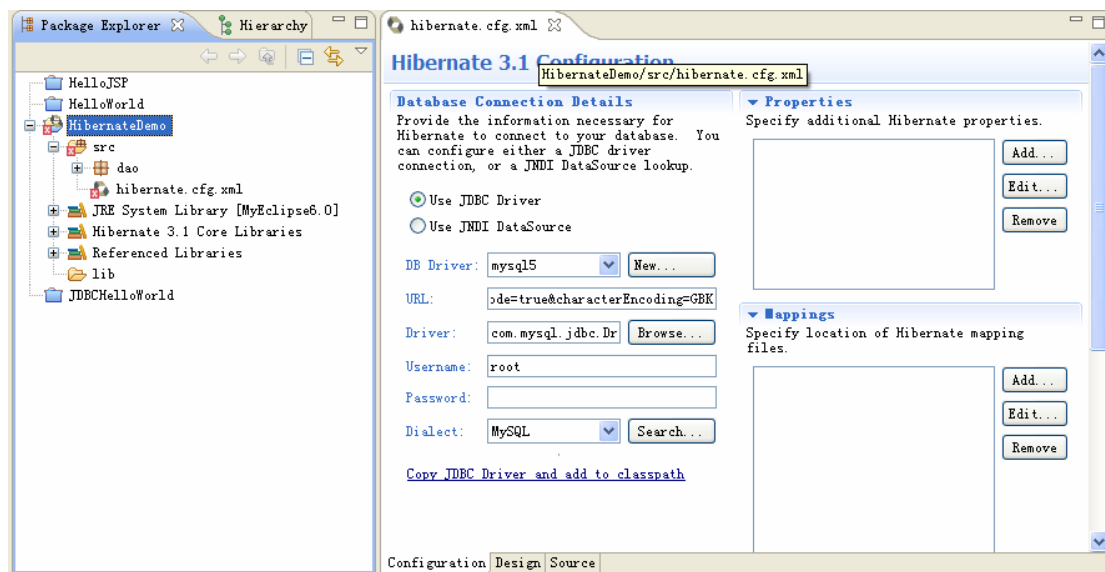 Package Explorer
Hierarchy
HelloJSP
HelloWorld
HibernateDemo
src
dao
hibernate.cfg.xml
JRE System Library [MyEclipse6.0]
Hibernate 3.1 Core Libraries
Referenced Libraries
lib
JDBCHelloWorld
hibernate.cfg.xml
Hibernate 3.1 Configuration
HibernateDemo/src/hibernate.cfg.xml
Database Connection Details
Provide the information necessary for
Hibernate to connect to your database. You
can configure either a JDBC driver
connection, or a JNDI DataSource lookup.
Use JDBC Driver
Use JNDI DataSource
DB Driver: mysql5 New...
URL: ode=true&characterEncoding=GBK
Driver: com.mysql.jdbc.Dr Browse...
Username: root
Password:
Dialect: MySQL Search...
Copy JDBC Driver and add to classpath
Properties
Specify additional Hibernate properties.
Add...
Edit...
Remove
Mappings
Specify location of Hibernate mapping
files.
Add...
Edit...
Remove
Configuration Design Source